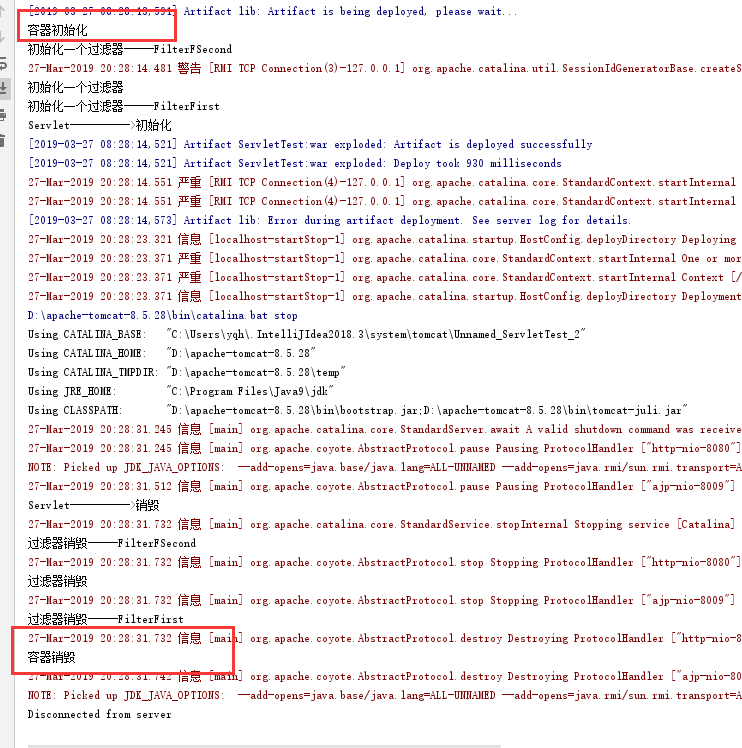 [2019-03-27 08:28:13,591] Artifact lib: Artifact is being deployed, please wait...
容器初始化
初始化一个过滤器——FilterFSecond
27-Mar-2019 20:28:14.481 警告 [RMI TCP Connection(3)-127.0.0.1] org.apache.catalina.util.SessionIdGeneratorBase.createS
初始化一个过滤器
初始化一个过滤器——FilterFirst
Servlet————>初始化
[2019-03-27 08:28:14,521] Artifact ServletTest:war exploded: Artifact is deployed successfully
[2019-03-27 08:28:14,521] Artifact ServletTest:war exploded: Deploy took 930 milliseconds
27-Mar-2019 20:28:14.551 严重 [RMI TCP Connection(4)-127.0.0.1] org.apache.catalina.core.StandardContext.startInternal
27-Mar-2019 20:28:14.551 严重 [RMI TCP Connection(4)-127.0.0.1] org.apache.catalina.core.StandardContext.startInternal
[2019-03-27 08:28:14,573] Artifact lib: Error during artifact deployment. See server log for details.
27-Mar-2019 20:28:23.321 信息 [localhost-startStop-1] org.apache.catalina.startup.HostConfig.deployDirectory Deploying
27-Mar-2019 20:28:23.371 严重 [localhost-startStop-1] org.apache.catalina.core.StandardContext.startInternal One or mor
27-Mar-2019 20:28:23.371 严重 [localhost-startStop-1] org.apache.catalina.core.StandardContext.startInternal Context [/
27-Mar-2019 20:28:23.371 信息 [localhost-startStop-1] org.apache.catalina.startup.HostConfig.deployDirectory Deployment
D:\apache-tomcat-8.5.28\bin\catalina.bat stop
Using CATALINA_BASE:   "C:\Users\yqh\.IntelliJIdea2018.3\system\tomcat\Unnamed_ServletTest_2"
Using CATALINA_HOME:   "D:\apache-tomcat-8.5.28"
Using CATALINA_TMPDIR: "D:\apache-tomcat-8.5.28\temp"
Using JRE_HOME:        "C:\Program Files\Java9\jdk"
Using CLASSPATH:       "D:\apache-tomcat-8.5.28\bin\bootstrap.jar;D:\apache-tomcat-8.5.28\bin\tomcat-juli.jar"
27-Mar-2019 20:28:31.245 信息 [main] org.apache.catalina.core.StandardServer.await A valid shutdown command was receive
27-Mar-2019 20:28:31.245 信息 [main] org.apache.coyote.AbstractProtocol.pause Pausing ProtocolHandler ["http-nio-8080"]
NOTE: Picked up JDK_JAVA_OPTIONS:  --add-opens=java.base/java.lang=ALL-UNNAMED --add-opens=java.rmi/sun.rmi.transport=A
27-Mar-2019 20:28:31.512 信息 [main] org.apache.coyote.AbstractProtocol.pause Pausing ProtocolHandler ["ajp-nio-8009"]
Servlet————>销毁
27-Mar-2019 20:28:31.732 信息 [main] org.apache.catalina.core.StandardService.stopInternal Stopping service [Catalina]
过滤器销毁——FilterFSecond
27-Mar-2019 20:28:31.732 信息 [main] org.apache.coyote.AbstractProtocol.stop Stopping ProtocolHandler ["http-nio-8080"]
过滤器销毁
27-Mar-2019 20:28:31.732 信息 [main] org.apache.coyote.AbstractProtocol.stop Stopping ProtocolHandler ["ajp-nio-8009"]
过滤器销毁——FilterFirst
27-Mar-2019 20:28:31.732 信息 [main] org.apache.coyote.AbstractProtocol.destroy Destroying ProtocolHandler ["http-nio-8
容器销毁
27-Mar-2019 20:28:31.742 信息 [main] org.apache.coyote.AbstractProtocol.destroy Destroying ProtocolHandler ["ajp-nio-80
NOTE: Picked up JDK_JAVA_OPTIONS:  --add-opens=java.base/java.lang=ALL-UNNAMED --add-opens=java.rmi/sun.rmi.transport=A
Disconnected from server